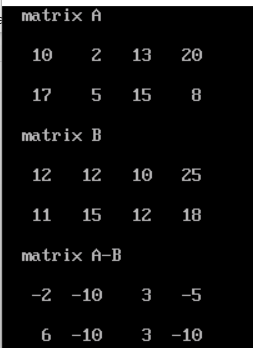 matrix A
10 2 13 20
17 5 15 8
matrix B
12 12 10 25
11 15 12 18
matrix A-B
-2 -10 3 -5
6 -10 3 -10